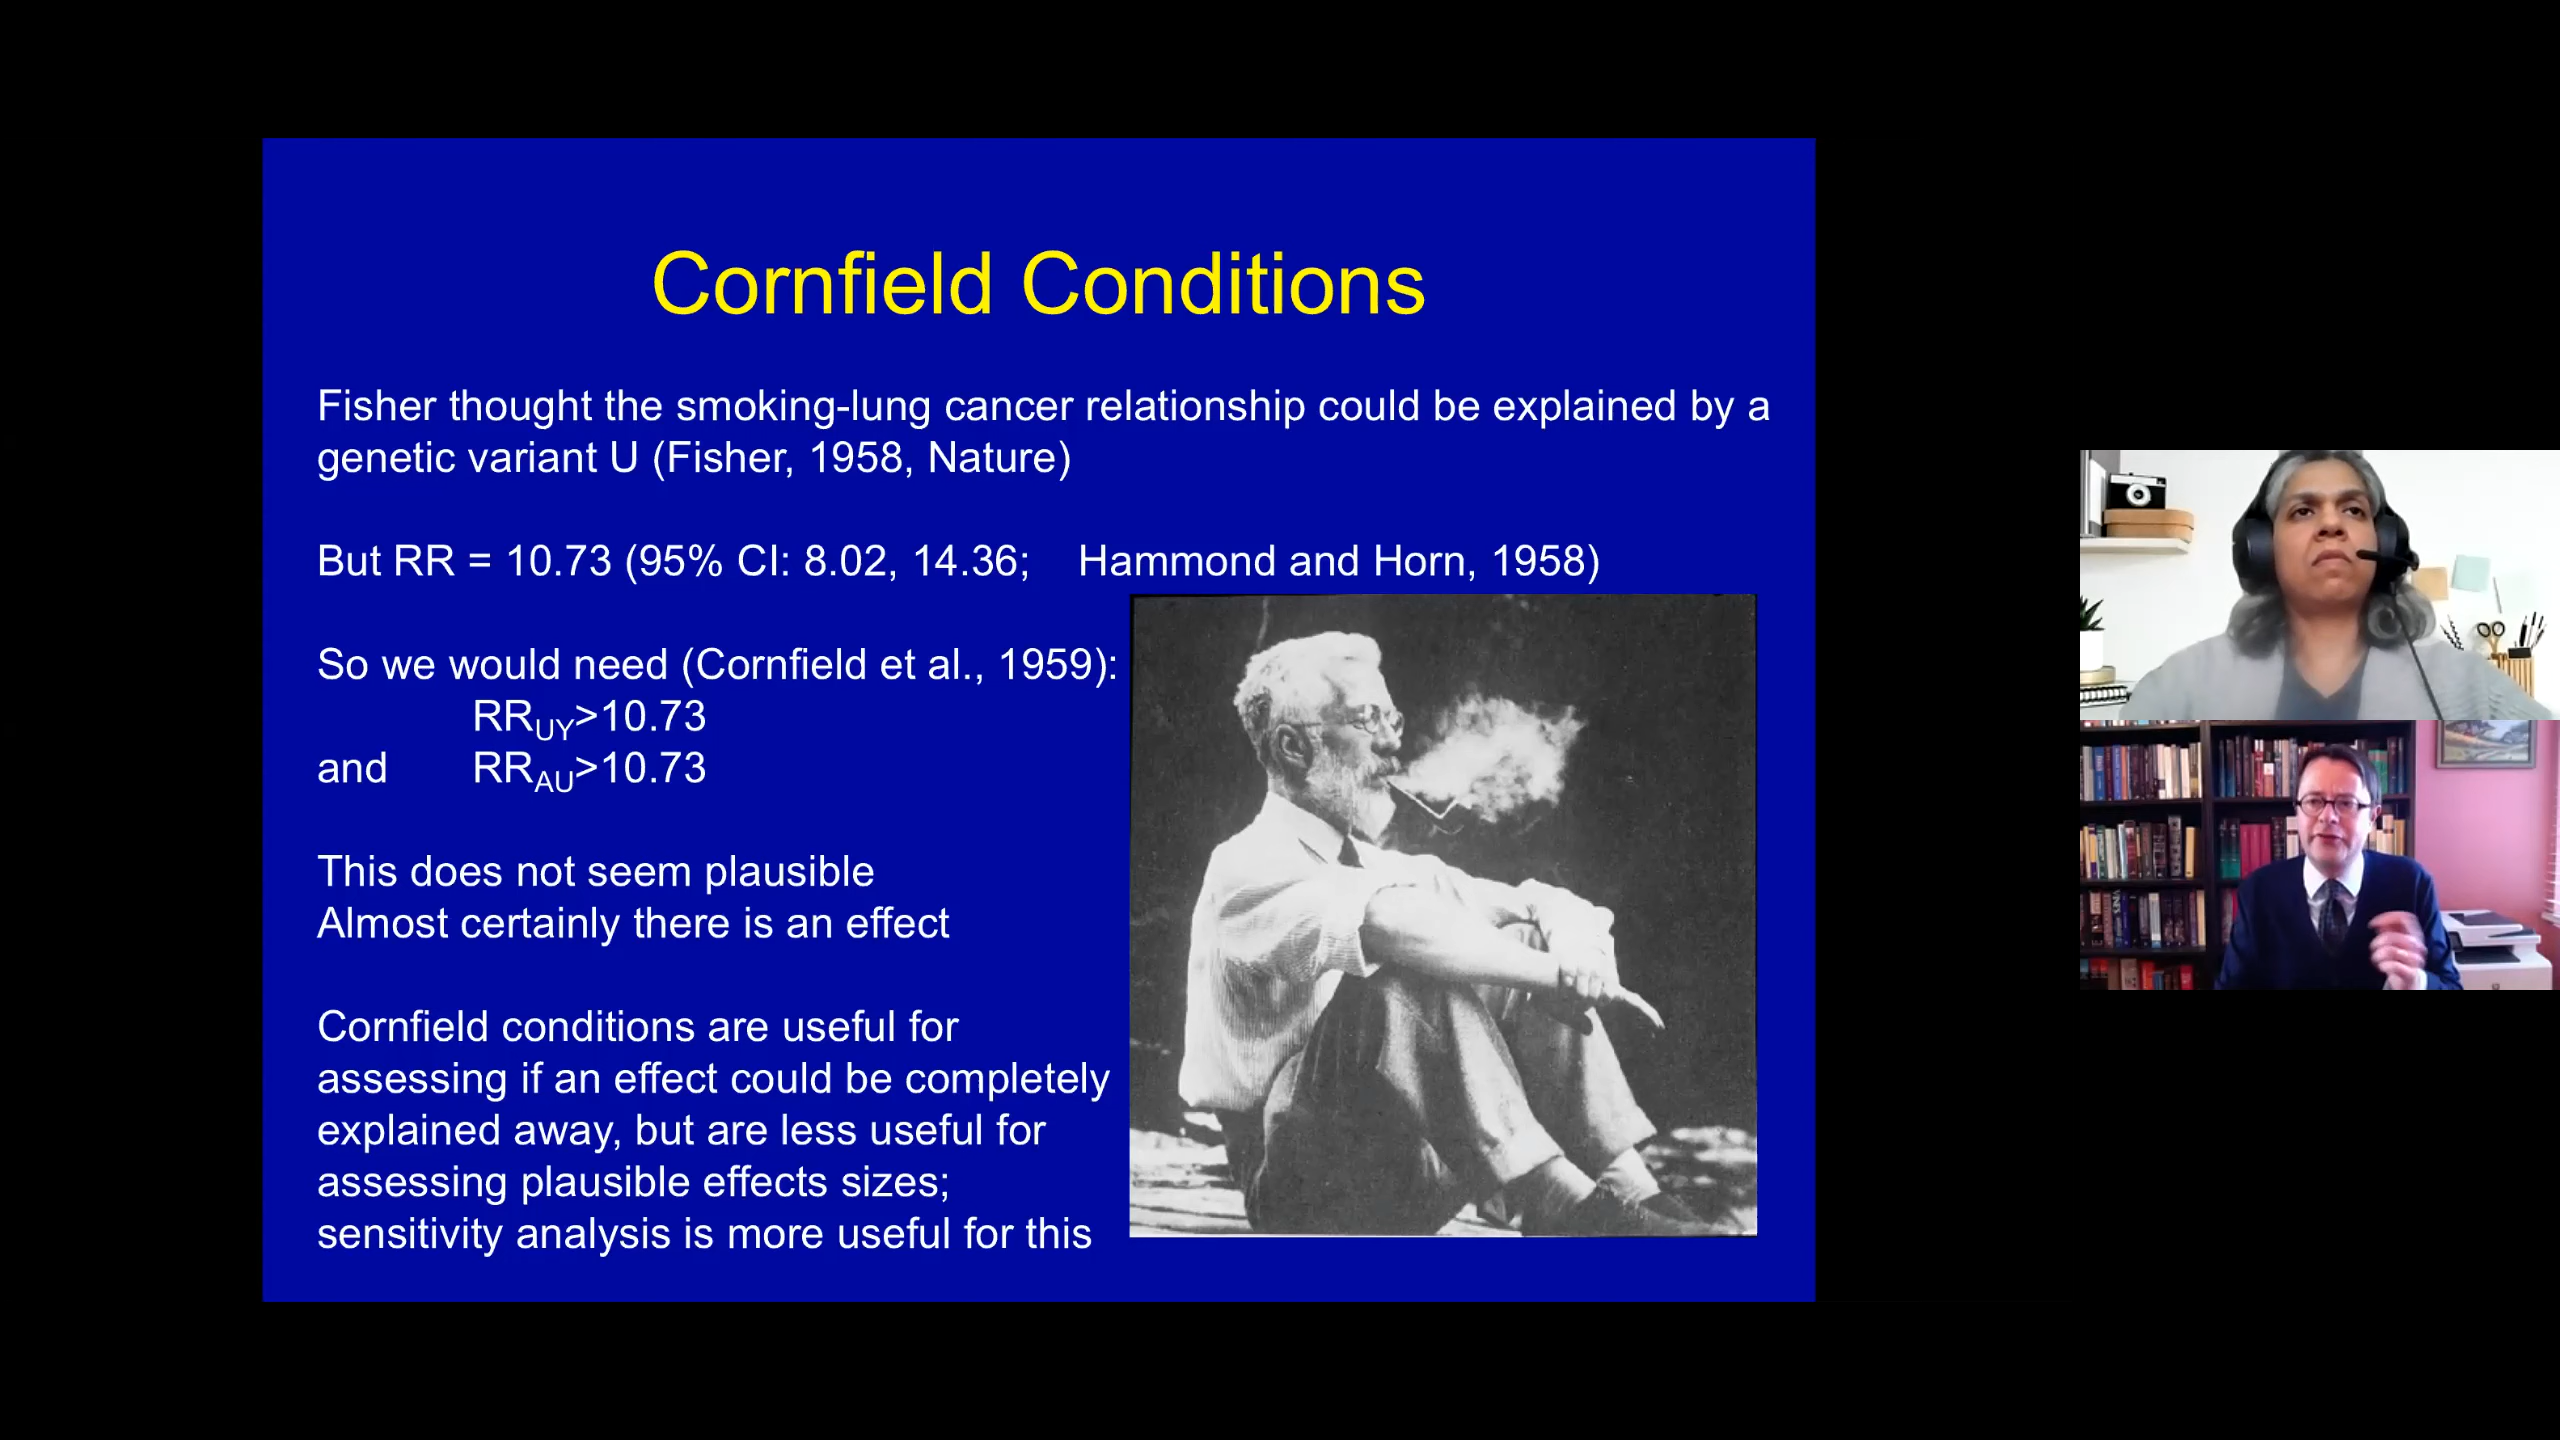 Cornfield Conditions
Fisher thought the smoking-lung cancer relationship could be explained by a
genetic variant U (Fisher, 1958, Nature)
But RR = 10.73 (95% CI: 8.02, 14.36; Hammond and Horn, 1958)
So we would need (Cornfield et al., 1959):
RR_UY>10.73
and RR_AU>10.73
This does not seem plausible
Almost certainly there is an effect
Cornfield conditions are useful for
assessing if an effect could be completely
explained away, but are less useful for
assessing plausible effects sizes;
sensitivity analysis is more useful for this